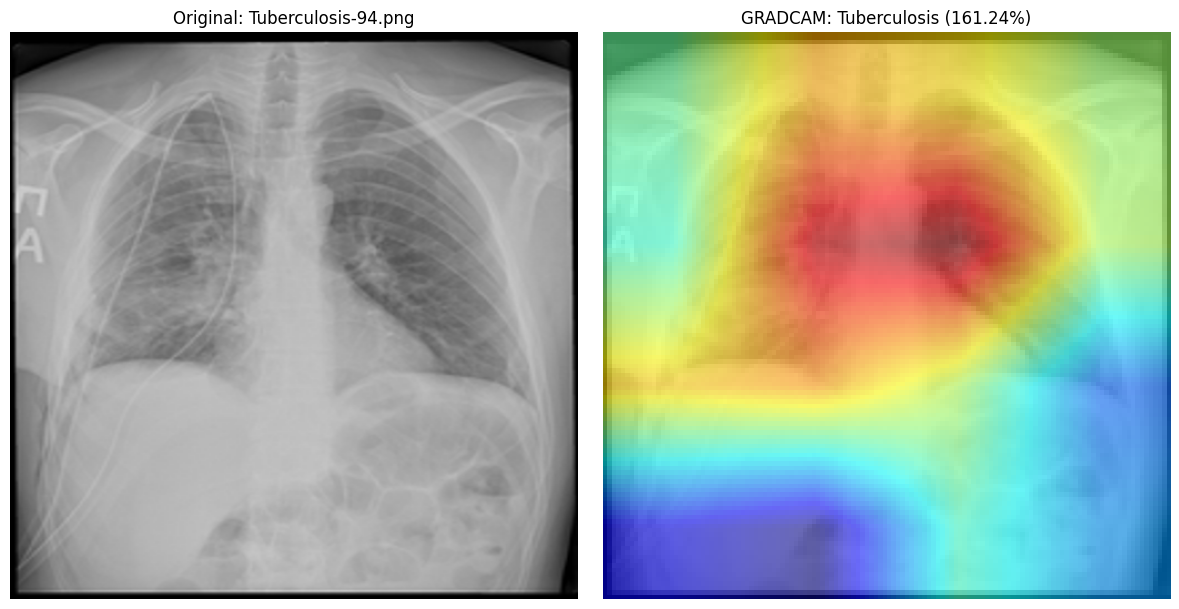 Original: Tuberculosis-94.png
GRADCAM: Tuberculosis (161.24%)
П
А